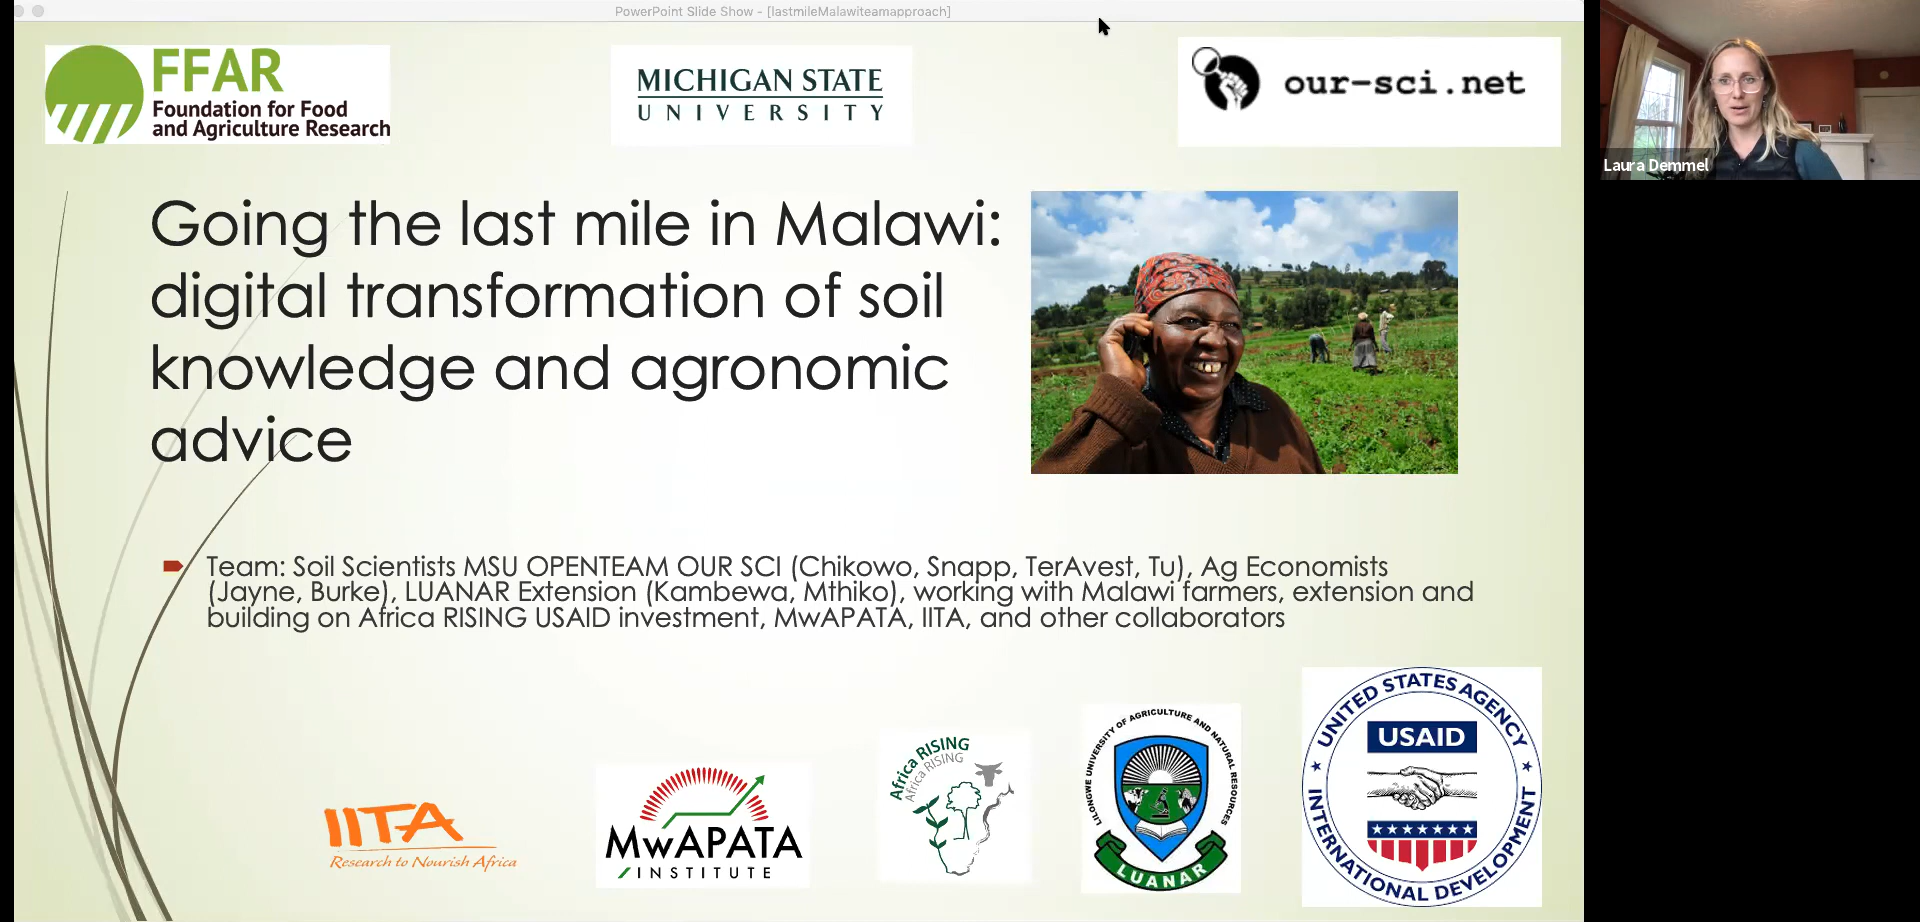 PowerPoint Slide Show - [lastmileMalawiteamapproach]
FFAR
Foundation for Food
and Agriculture Research
MICHIGAN STATE
UNIVERSITY
our-sci.net
Laura Demmel
Going the last mile in Malawi:
digital transformation of soil
knowledge and agronomic
advice
Team: Soil Scientists MSU OPENTEAM OUR SCI (Chikowo, Snapp, TerAvest, Tu), Ag Economists
(Jayne, Burke), LUANAR Extension (Kambewa, Mthiko), working with Malawi farmers, extension and
building on Africa RISING USAID investment, MwAPATA, IITA, and other collaborators
IITA
Research to Nourish Africa
MwAPATA
INSTITUTE
Africa RISING
Africa RISING
LILONGWE UNIVERSITY OF AGRICULTURE AND NATURAL RESOURCES
LUANAR
UNITED STATES AGENCY
USAID
INTERNATIONAL DEVELOPMENT